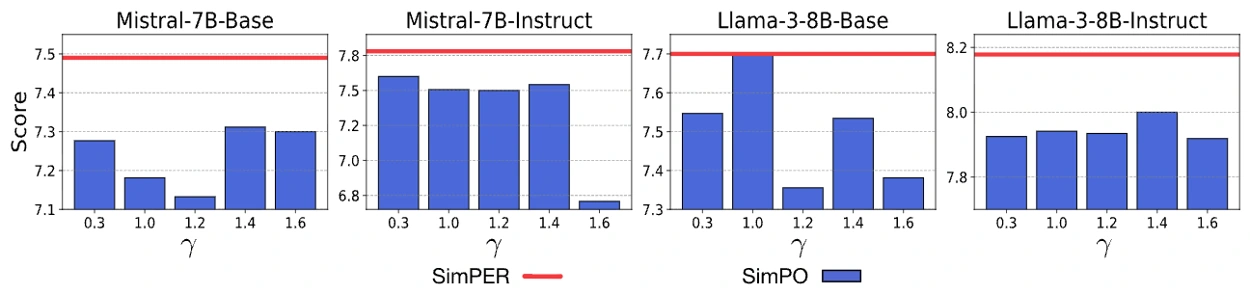 Mistral-7B-Base Mistral-7B-Instruct Llama-3-8B-Base Llama-3-8B-Instruct
Score
7.5
7.4
7.3
7.2
7.1
0.3 1.0 1.2 1.4 1.6
γ
7.8
7.5
7.2
7.0
6.8
0.3 1.0 1.2 1.4 1.6
γ
7.7
7.6
7.5
7.4
7.3
0.3 1.0 1.2 1.4 1.6
γ
8.2
8.0
7.8
0.3 1.0 1.2 1.4 1.6
γ
SimPER SimPO